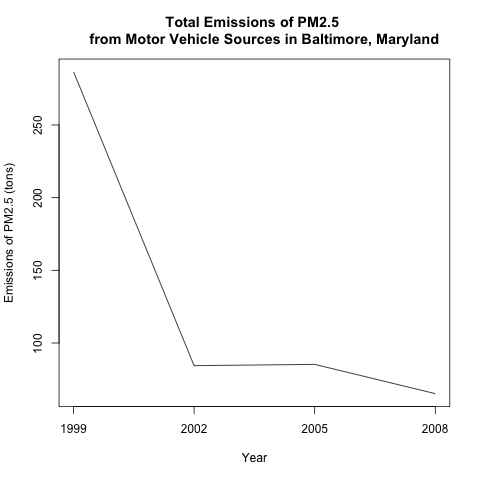 Total Emissions of PM2.5
from Motor Vehicle Sources in Baltimore, Maryland
Emissions of PM2.5 (tons)
250
200
150
100
1999 2002 2005 2008
Year